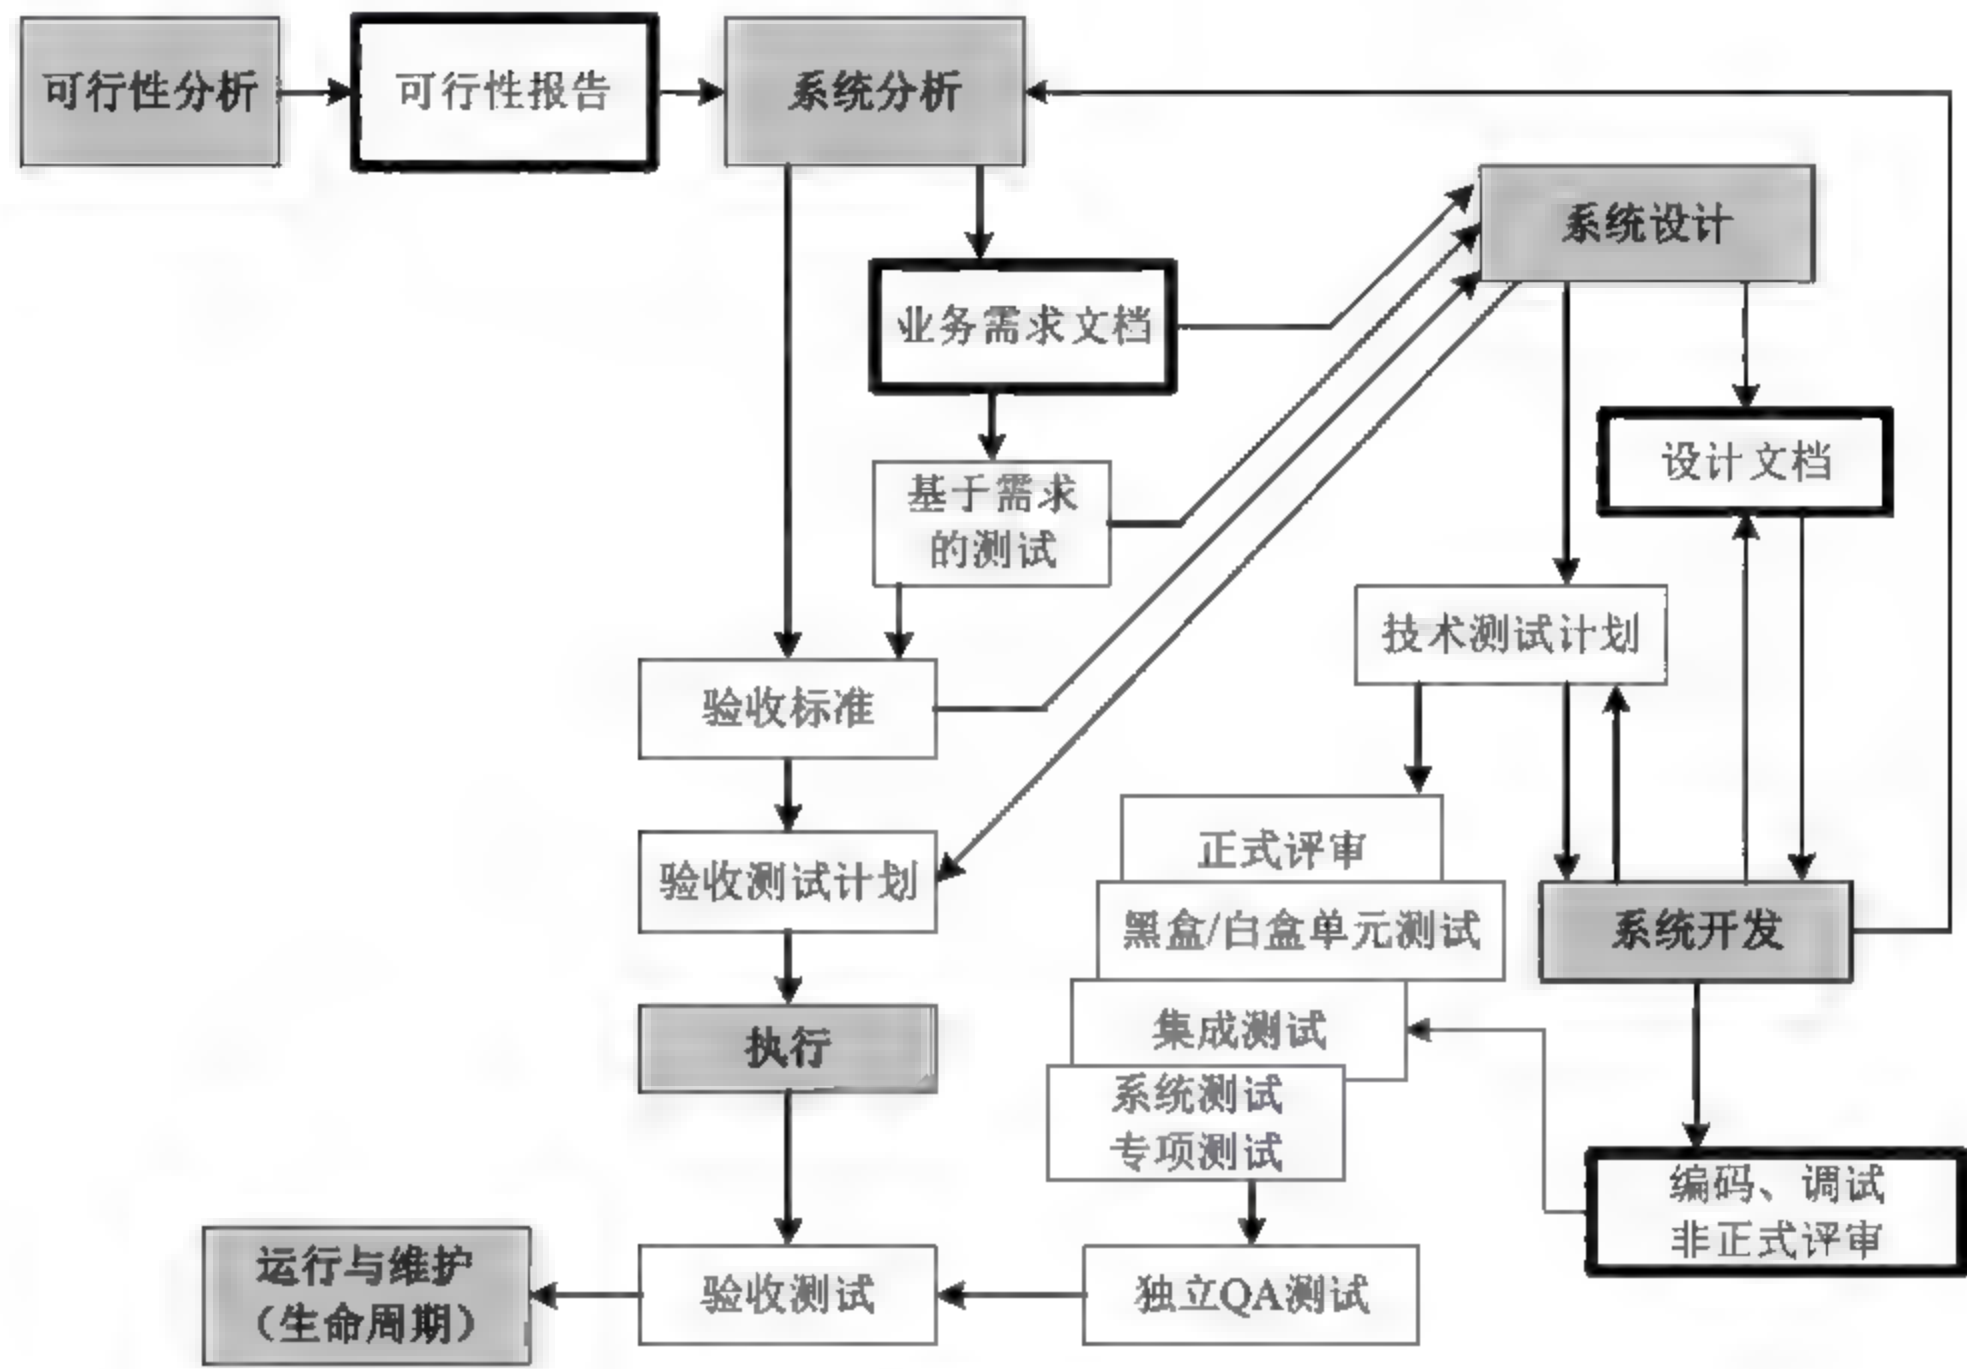 可行性分析
可行性报告
系统分析
系统设计
业务需求文档
设计文档
基于需求
的测试
技术测试计划
验收标准
正式评审
验收测试计划
黑盒/白盒单元测试
系统开发
执行
集成测试
系统测试
专项测试
编码、调试
非正式评审
运行与维护
（生命周期）
验收测试
独立QA测试